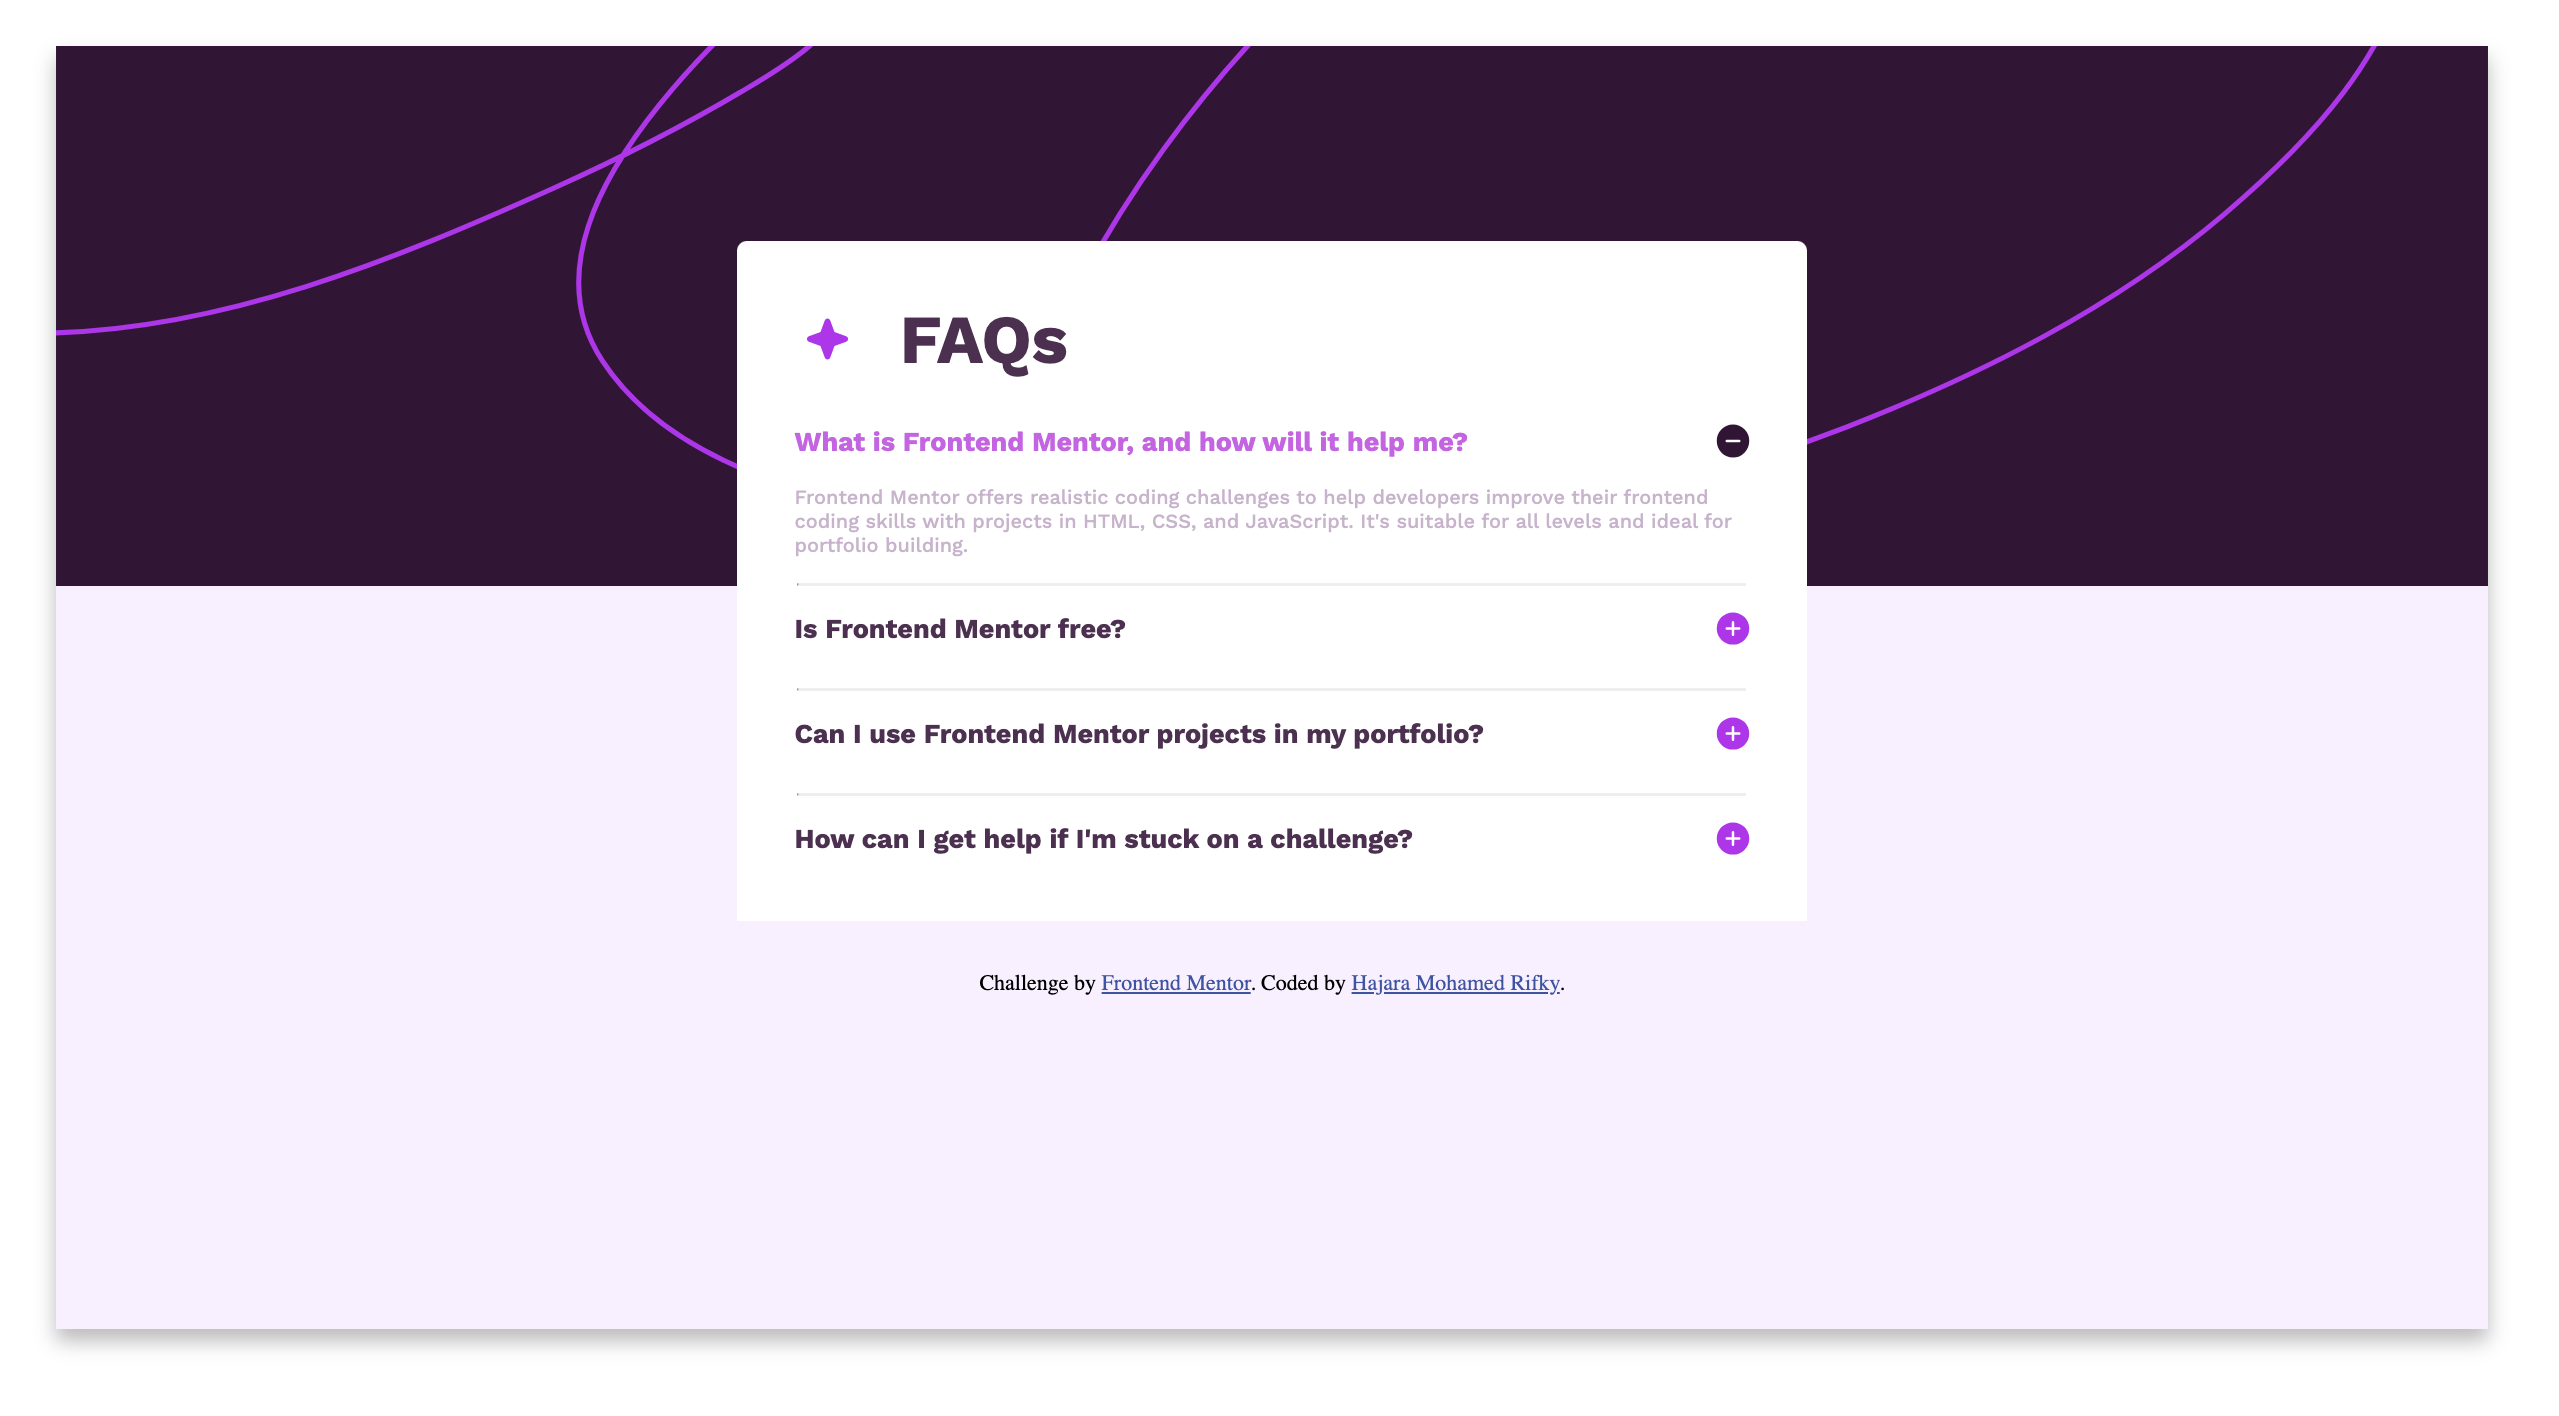 FAQs
What is Frontend Mentor, and how will it help me?
Frontend Mentor offers realistic coding challenges to help developers improve their frontend
coding skills with projects in HTML, CSS, and JavaScript. It's suitable for all levels and ideal for
portfolio building.
Is Frontend Mentor free?
Can I use Frontend Mentor projects in my portfolio?
How can I get help if I'm stuck on a challenge?
Challenge by Frontend Mentor. Coded by Hajara Mohamed Rifky.